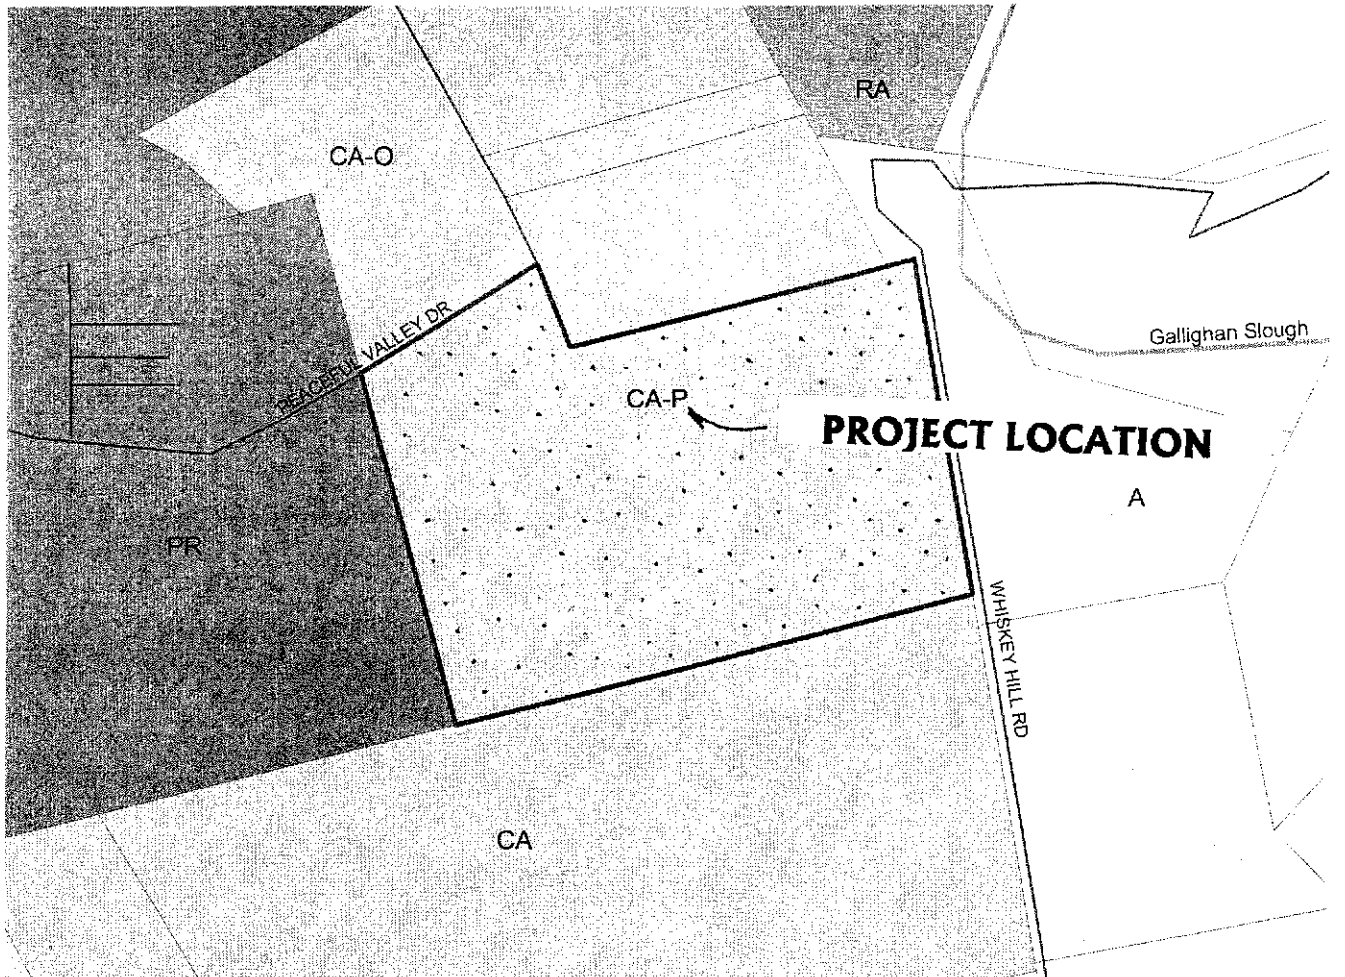 RA
CA-O
Gallighan Slough
PEACEFUL VALLEY DR
CA-P
PROJECT LOCATION
A
PR
WHISKEY HILL RD
CA